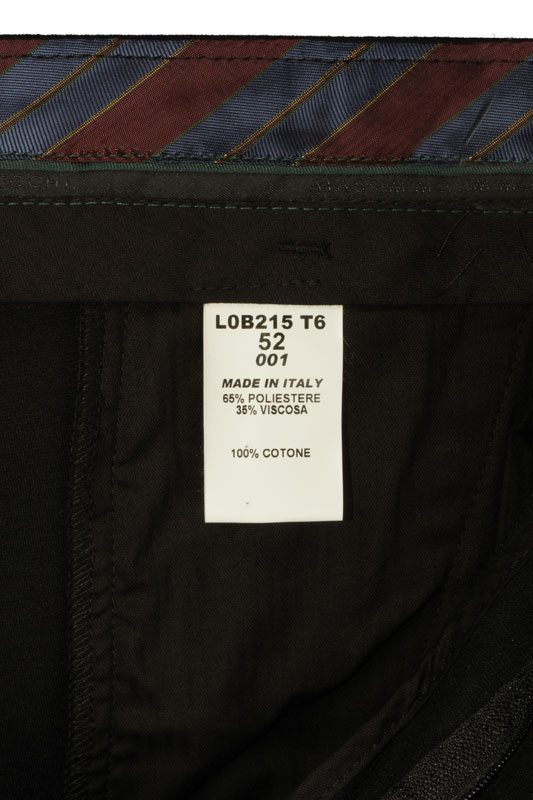 L0B215 T6
52
001
MADE IN ITALY
65% POLIESTERE
35% VISCOSA
100% COTONE